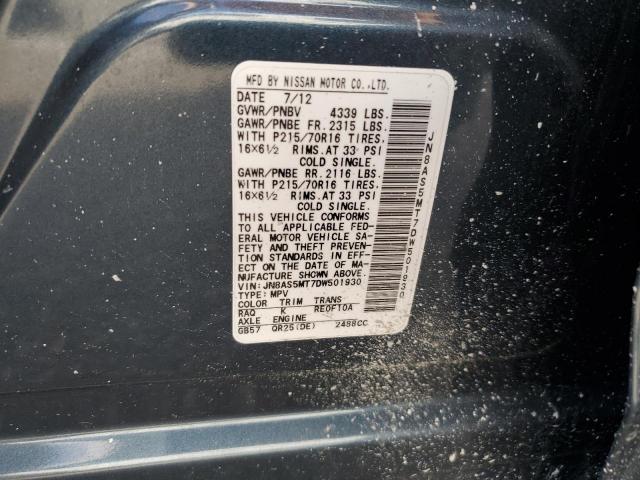 MFD BY NISSAN MOTOR CO.,LTD.
DATE 7/12
GVWR/PNBV 4339 LBS.
GAWR/PNBE FR. 2315 LBS.
WITH P215/70R16 TIRES.
16×6½ RIMS.AT 33 PSI
COLD SINGLE.
GAWR/PNBE RR. 2116 LBS.
WITH P215/70R16 TIRES.
16×6½ RIMS.AT 33 PSI
COLD SINGLE.
THIS VEHICLE CONFORMS
TO ALL APPLICABLE FED-
ERAL MOTOR VEHICLE SA-
FETY AND THEFT PREVEN-
TION STANDARDS IN EFF-
ECT ON THE DATE OF MA-
NUFACTURE SHOWN ABOVE.
VIN: JN8AS5MT7DW501930
TYPE: MPV
COLOR TRIM TRANS
RAQ K RE0F10A
AXLE ENGINE
GB57 QR25(DE) 2488CC
JN8AS5MT7DW501930